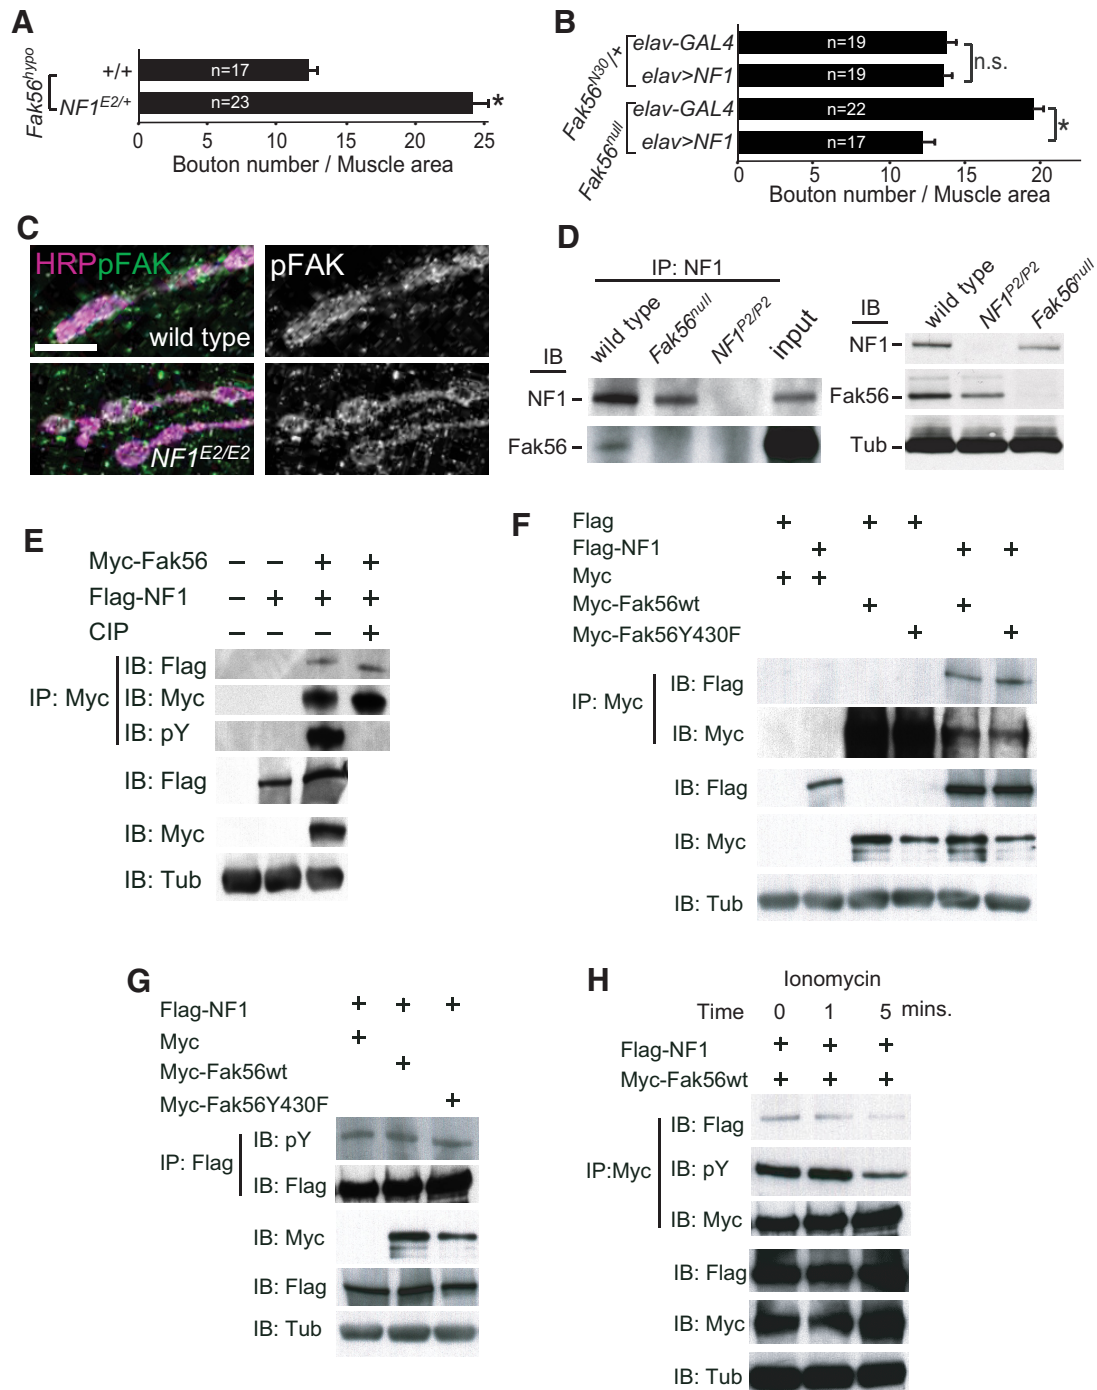 A
Fak56hypo
+/+
n=17
NF1E2/+
n=23
*
0 5 10 15 20 25
Bouton number / Muscle area
B
Fak56N30/+
elav-GAL4
n=19
elav>NF1
n=19
n.s.
Fak56null
elav-GAL4
n=22
elav>NF1
n=17
*
0 5 10 15 20
Bouton number / Muscle area
C
HRPpFAK
wild type
pFAK
NF1E2/E2
D
IP: NF1
IB
wild type
Fak56null
NF1P2/P2
input
NF1
Fak56
IB
wild type
NF1P2/P2
Fak56null
NF1
Fak56
Tub
E
Myc-Fak56 – – + +
Flag-NF1 – + + +
CIP – – – +
IP: Myc
IB: Flag
IB: Myc
IB: pY
IB: Flag
IB: Myc
IB: Tub
F
Flag + + +
Flag-NF1 + + +
Myc + +
Myc-Fak56wt + +
Myc-Fak56Y430F + +
IP: Myc
IB: Flag
IB: Myc
IB: Flag
IB: Myc
IB: Tub
G
Flag-NF1 + + +
Myc +
Myc-Fak56wt +
Myc-Fak56Y430F +
IP: Flag
IB: pY
IB: Flag
IB: Myc
IB: Flag
IB: Tub
H
Ionomycin
Time 0 1 5 mins.
Flag-NF1 + + +
Myc-Fak56wt + + +
IP:Myc
IB: Flag
IB: pY
IB: Myc
IB: Flag
IB: Myc
IB: Tub